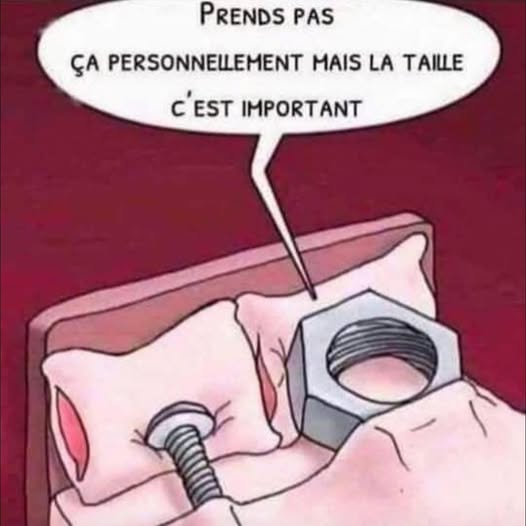 PRENDS PAS
ÇA PERSONNELLEMENT MAIS LA TAILLE
C'EST IMPORTANT